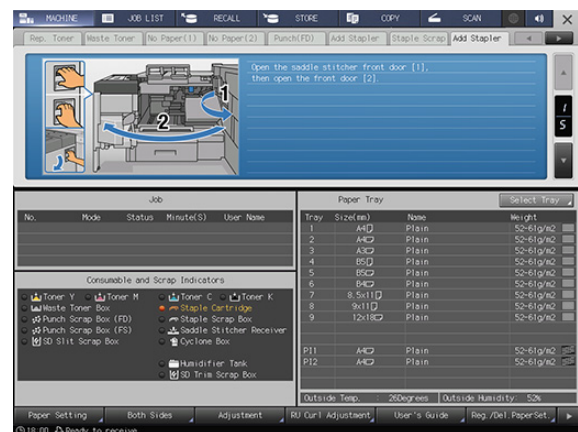 MACHINE JOB LIST RECALL STORE COPY SCAN
Rep. Toner Waste Toner No Paper(1) No Paper(2) Punch(FD) Add Stapler Staple Scrap Add Stapler
Open the saddle stitcher front door [1],
then open the front door [2].
1
2
1
5
Job
No. Mode Status Minute(S) User Name
Paper Tray Select Tray
Tray Size(mm) Name Weight
1 A4 Plain 52-61g/m2
2 A4 Plain 52-61g/m2
3 A3 Plain 52-61g/m2
4 B5 Plain 52-61g/m2
5 B5 Plain 52-61g/m2
6 B4 Plain 52-61g/m2
7 8.5x11 Plain 52-61g/m2
8 9x11 Plain 52-61g/m2
9 12x18 Plain 52-61g/m2
PI1 A4 Plain 52-61g/m2
PI2 A4 Plain 52-61g/m2
Outside Temp. : 26Degrees Outside Humidity: 52%
Consumable and Scrap Indicators
Toner Y Toner M Toner C Toner K
Waste Toner Box Staple Cartridge
Punch Scrap Box (FD) Staple Scrap Box
Punch Scrap Box (FS) Saddle Stitcher Receiver
SD Slit Scrap Box Cyclone Box
Humidifier Tank
SD Trim Scrap Box
Paper Setting Both Sides Adjustment RU Curl Adjustment User's Guide Reg./Del.PaperSet.
18:00 Ready to receive